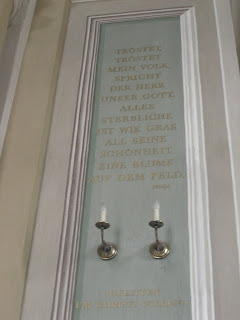 TRÖSTET,
TRÖSTET
MEIN VOLK,
SPRICHT
DER HERR
UNSER GOTT.
ALLES
STERBLICHE
IST WIE GRAS
ALL SEINE
SCHÖNHEIT
EINE BLUME
AUF DEM FELD.